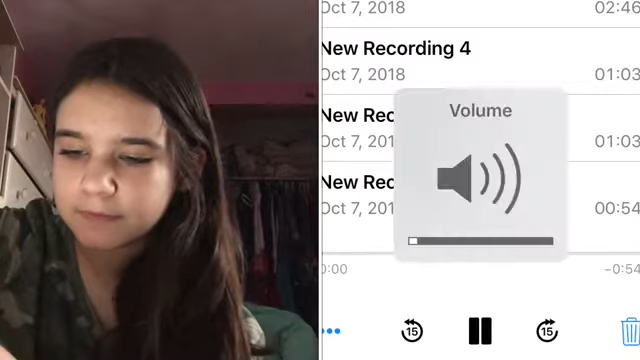 Oct 7, 2018
02:46
New Recording 4
Oct 7, 2018
01:03
New Rec
Oct 7, 201
01:03
New Rec
Oct 7, 201
00:54
Volume
0:00
−0:54
15
15